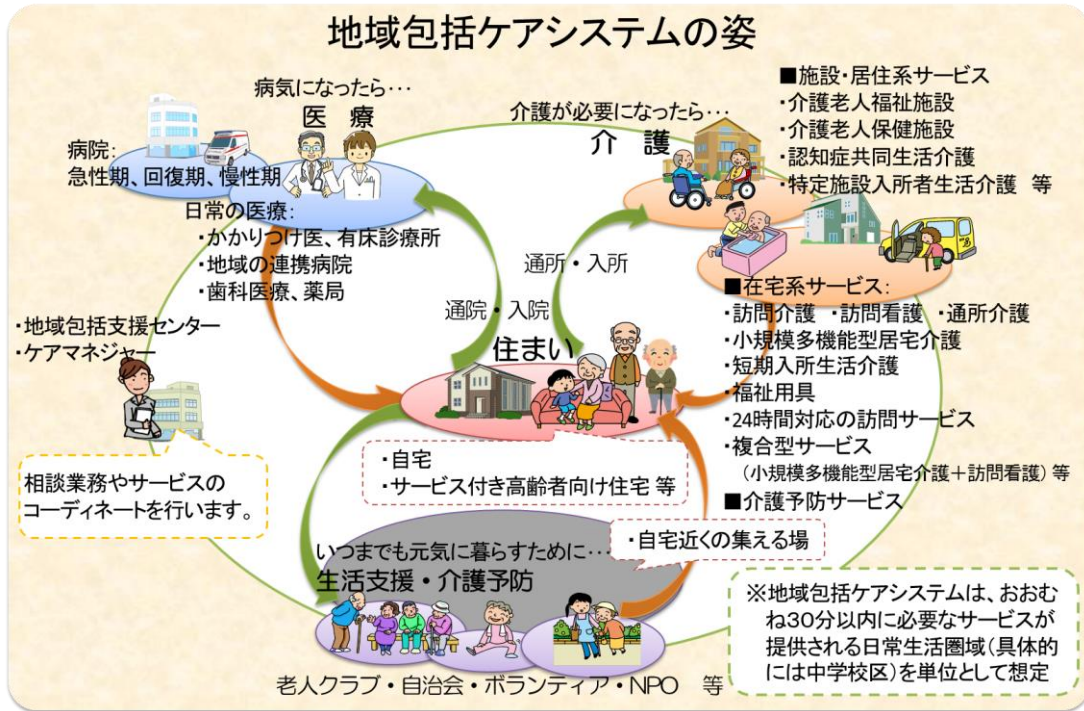 地域包括ケアシステムの姿
病気になったら･･･
医　療
病院：
急性期、回復期、慢性期
日常の医療：
・かかりつけ医、有床診療所
・地域の連携病院
・歯科医療、薬局
介護が必要になったら･･･
介　護
■施設・居住系サービス
・介護老人福祉施設
・介護老人保健施設
・認知症共同生活介護
・特定施設入所者生活介護　等
■在宅系サービス：
・訪問介護　・訪問看護　・通所介護
・小規模多機能型居宅介護
・短期入所生活介護
・福祉用具
・24時間対応の訪問サービス
・複合型サービス
（小規模多機能型居宅介護＋訪問看護）等
■介護予防サービス
通院・入院
通所・入所
住まい
・自宅
・サービス付き高齢者向け住宅 等
・地域包括支援センター
・ケアマネジャー
相談業務やサービスの
コーディネートを行います。
・自宅近くの集える場
いつまでも元気に暮らすために･･･
生活支援・介護予防
老人クラブ・自治会・ボランティア・NPO　等
※地域包括ケアシステムは、おおむ
ね30分以内に必要なサービスが
提供される日常生活圏域（具体的
には中学校区）を単位として想定